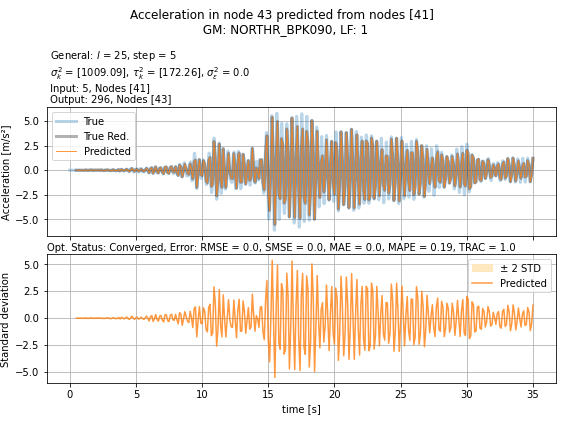 Acceleration in node 43 predicted from nodes [41]
GM: NORTHR_BPK090, LF: 1
General: l = 25, step = 5
σ²ₖ = [1009.09], τ²ₖ = [172.26], σ²ε = 0.0
Input: 5, Nodes [41]
Output: 296, Nodes [43]
Acceleration [m/s²]
5.0
2.5
0.0
−2.5
−5.0
True
True Red.
Predicted
Opt. Status: Converged, Error: RMSE = 0.0, SMSE = 0.0, MAE = 0.0, MAPE = 0.19, TRAC = 1.0
Standard deviation
5.0
2.5
0.0
−2.5
−5.0
± 2 STD
Predicted
0 5 10 15 20 25 30 35
time [s]